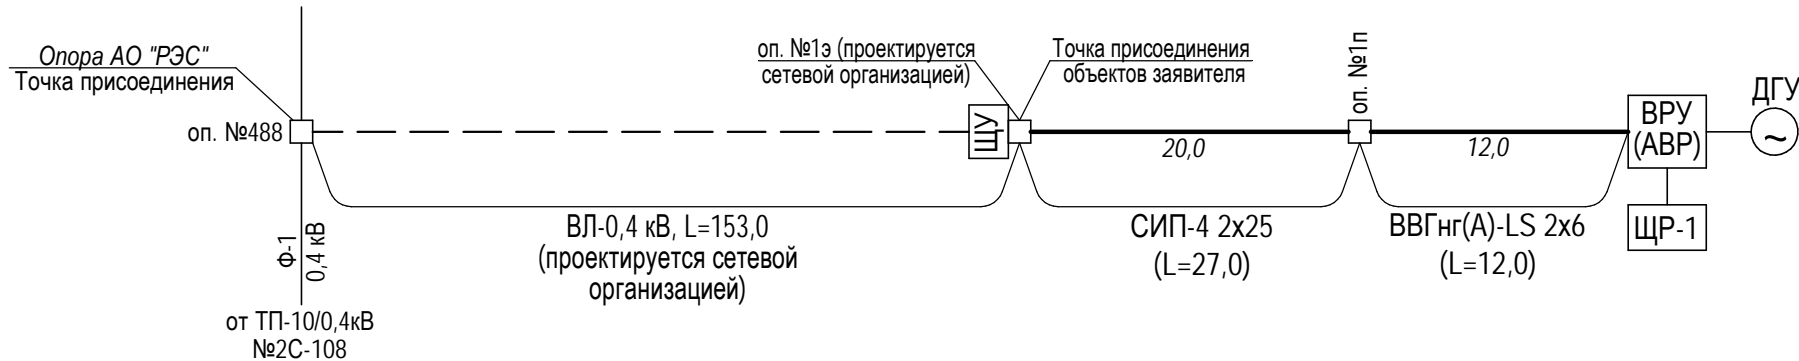 Опора АО "РЭС"
Точка присоединения
оп. №488
Ф-1
0,4 кВ
от ТП-10/0,4кВ
№2С-108
ВЛ-0,4 кВ, L=153,0
(проектируется сетевой
организацией)
оп. №1э (проектируется
сетевой организацией)
ЩУ
Точка присоединения
объектов заявителя
20,0
СИП-4 2х25
(L=27,0)
оп. №1п
12,0
ВВГнг(А)-LS 2х6
(L=12,0)
ВРУ
(АВР)
ЩР-1
ДГУ
~